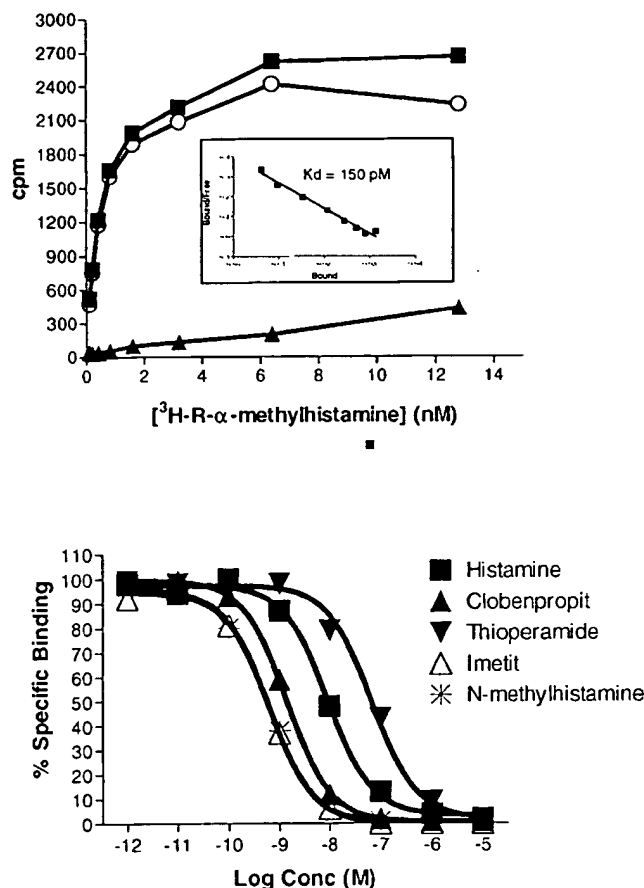 3000
2700
2400
2100
1800
1500
1200
900
600
300
0
cpm
Kd = 150 pM
Bound/Free
Bound
0 2 4 6 8 10 12 14
[³H-R-α-methylhistamine] (nM)
110
100
90
80
70
60
50
40
30
20
10
0
% Specific Binding
Histamine
Clobenpropit
Thioperamide
Imetit
N-methylhistamine
-12 -11 -10 -9 -8 -7 -6 -5
Log Conc (M)